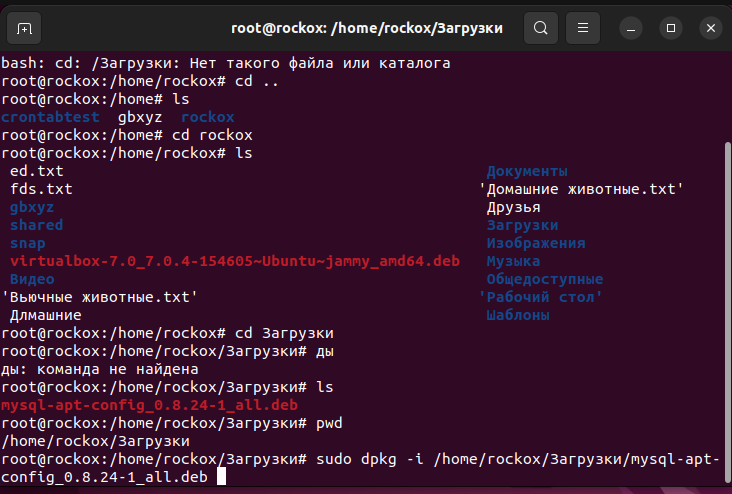 root@rockox: /home/rockox/Загрузки
bash: cd: /Загрузки: Нет такого файла или каталога
root@rockox:/home/rockox# cd ..
root@rockox:/home# ls
crontabtest  gbxyz  rockox
root@rockox:/home# cd rockox
root@rockox:/home/rockox# ls
ed.txt Документы
fds.txt 'Домашние животные.txt'
gbxyz Друзья
shared Загрузки
snap Изображения
virtualbox-7.0_7.0.4-154605~Ubuntu~jammy_amd64.deb Музыка
Видео Общедоступные
'Вьючные животные.txt' 'Рабочий стол'
Длмашние Шаблоны
root@rockox:/home/rockox# cd Загрузки
root@rockox:/home/rockox/Загрузки# ды
ды: команда не найдена
root@rockox:/home/rockox/Загрузки# ls
mysql-apt-config_0.8.24-1_all.deb
root@rockox:/home/rockox/Загрузки# pwd
/home/rockox/Загрузки
root@rockox:/home/rockox/Загрузки# sudo dpkg -i /home/rockox/Загрузки/mysql-apt-
config_0.8.24-1_all.deb